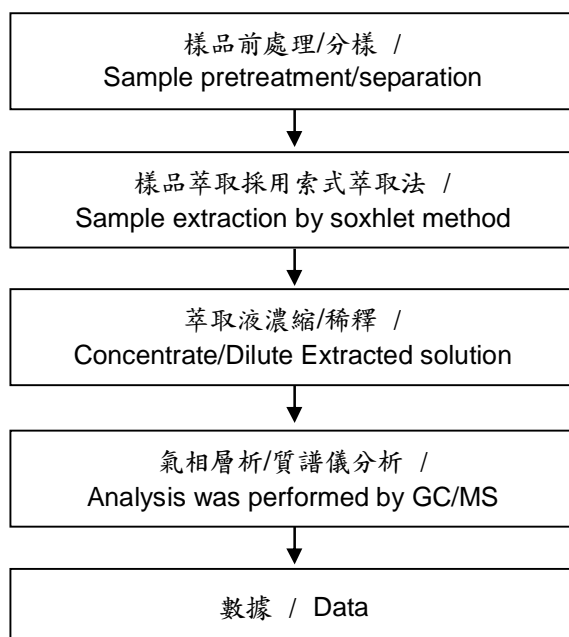 樣品前處理/分樣 /
Sample pretreatment/separation
樣品萃取採用索式萃取法 /
Sample extraction by soxhlet method
萃取液濃縮/稀釋 /
Concentrate/Dilute Extracted solution
氣相層析/質譜儀分析 /
Analysis was performed by GC/MS
數據 / Data